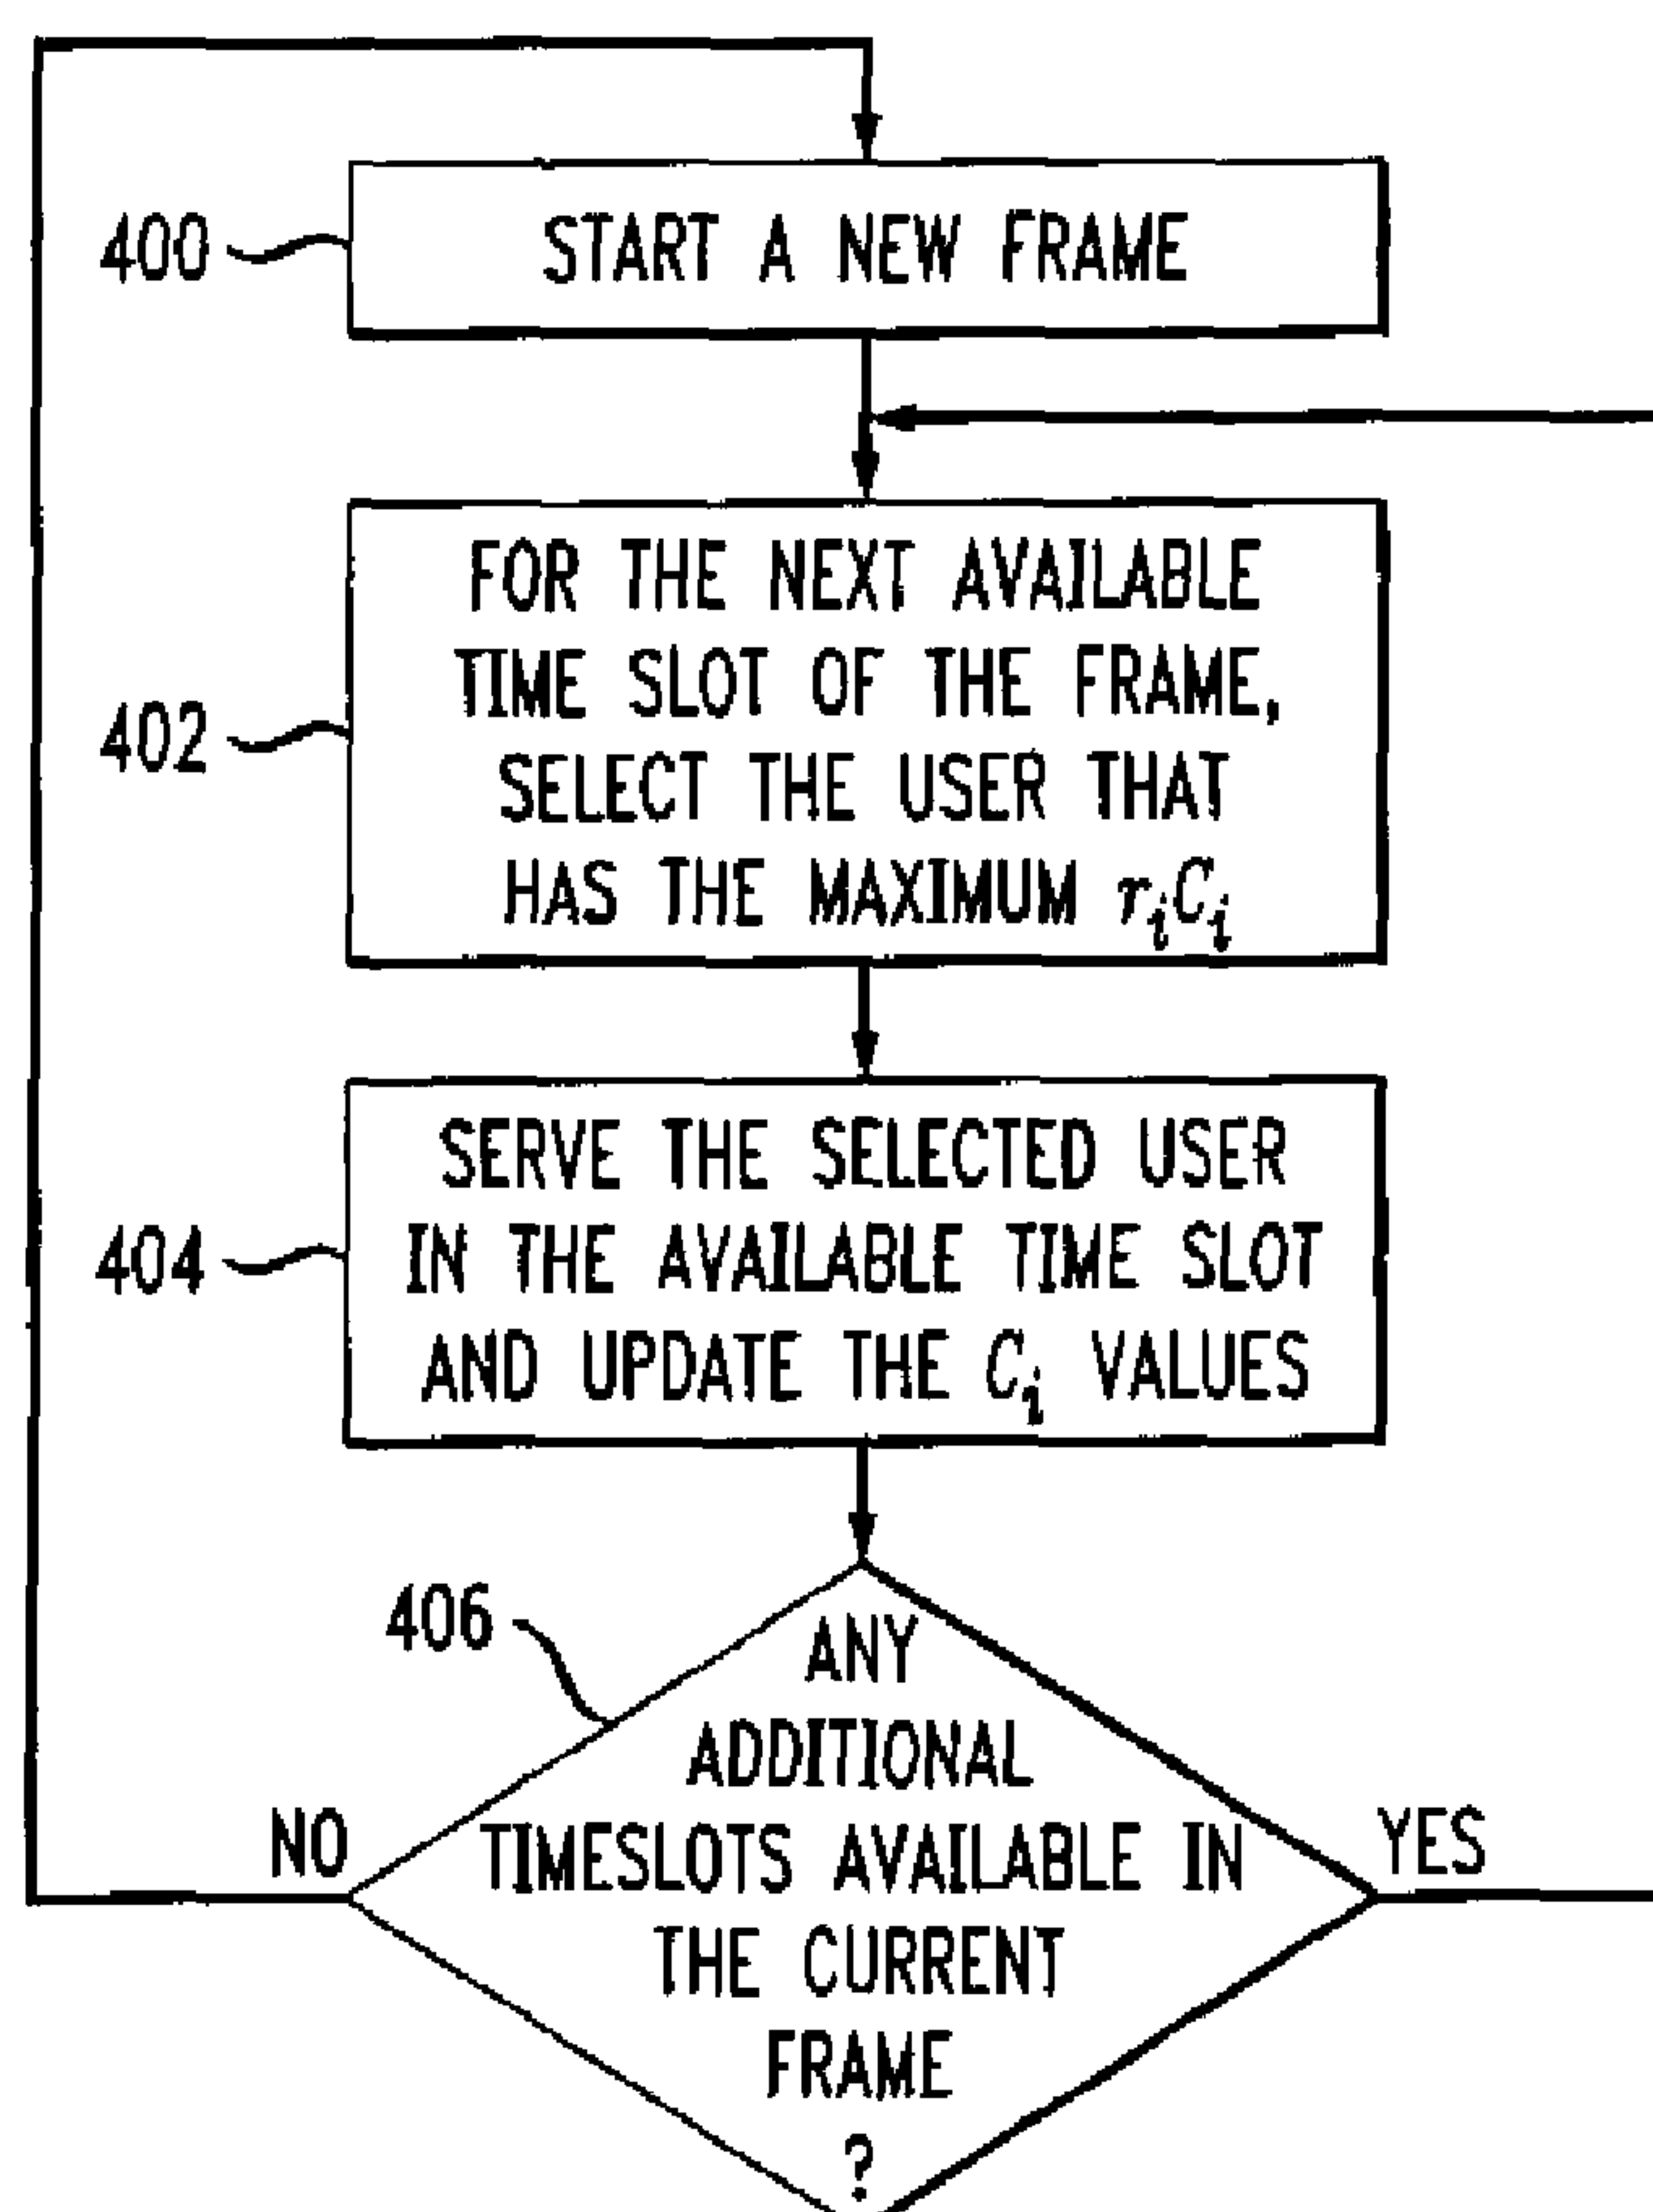 400
START A NEW FRAME
402
FOR THE NEXT AVAILABLE
TIME SLOT OF THE FRAME,
SELECT THE USER THAT
HAS THE MAXIMUM rᵢCᵢ
404
SERVE THE SELECTED USER
IN THE AVAILABLE TIME SLOT
AND UPDATE THE Cᵢ VALUES
406
ANY
ADDITIONAL
TIMESLOTS AVAILABLE IN
THE CURRENT
FRAME
?
NO
YES